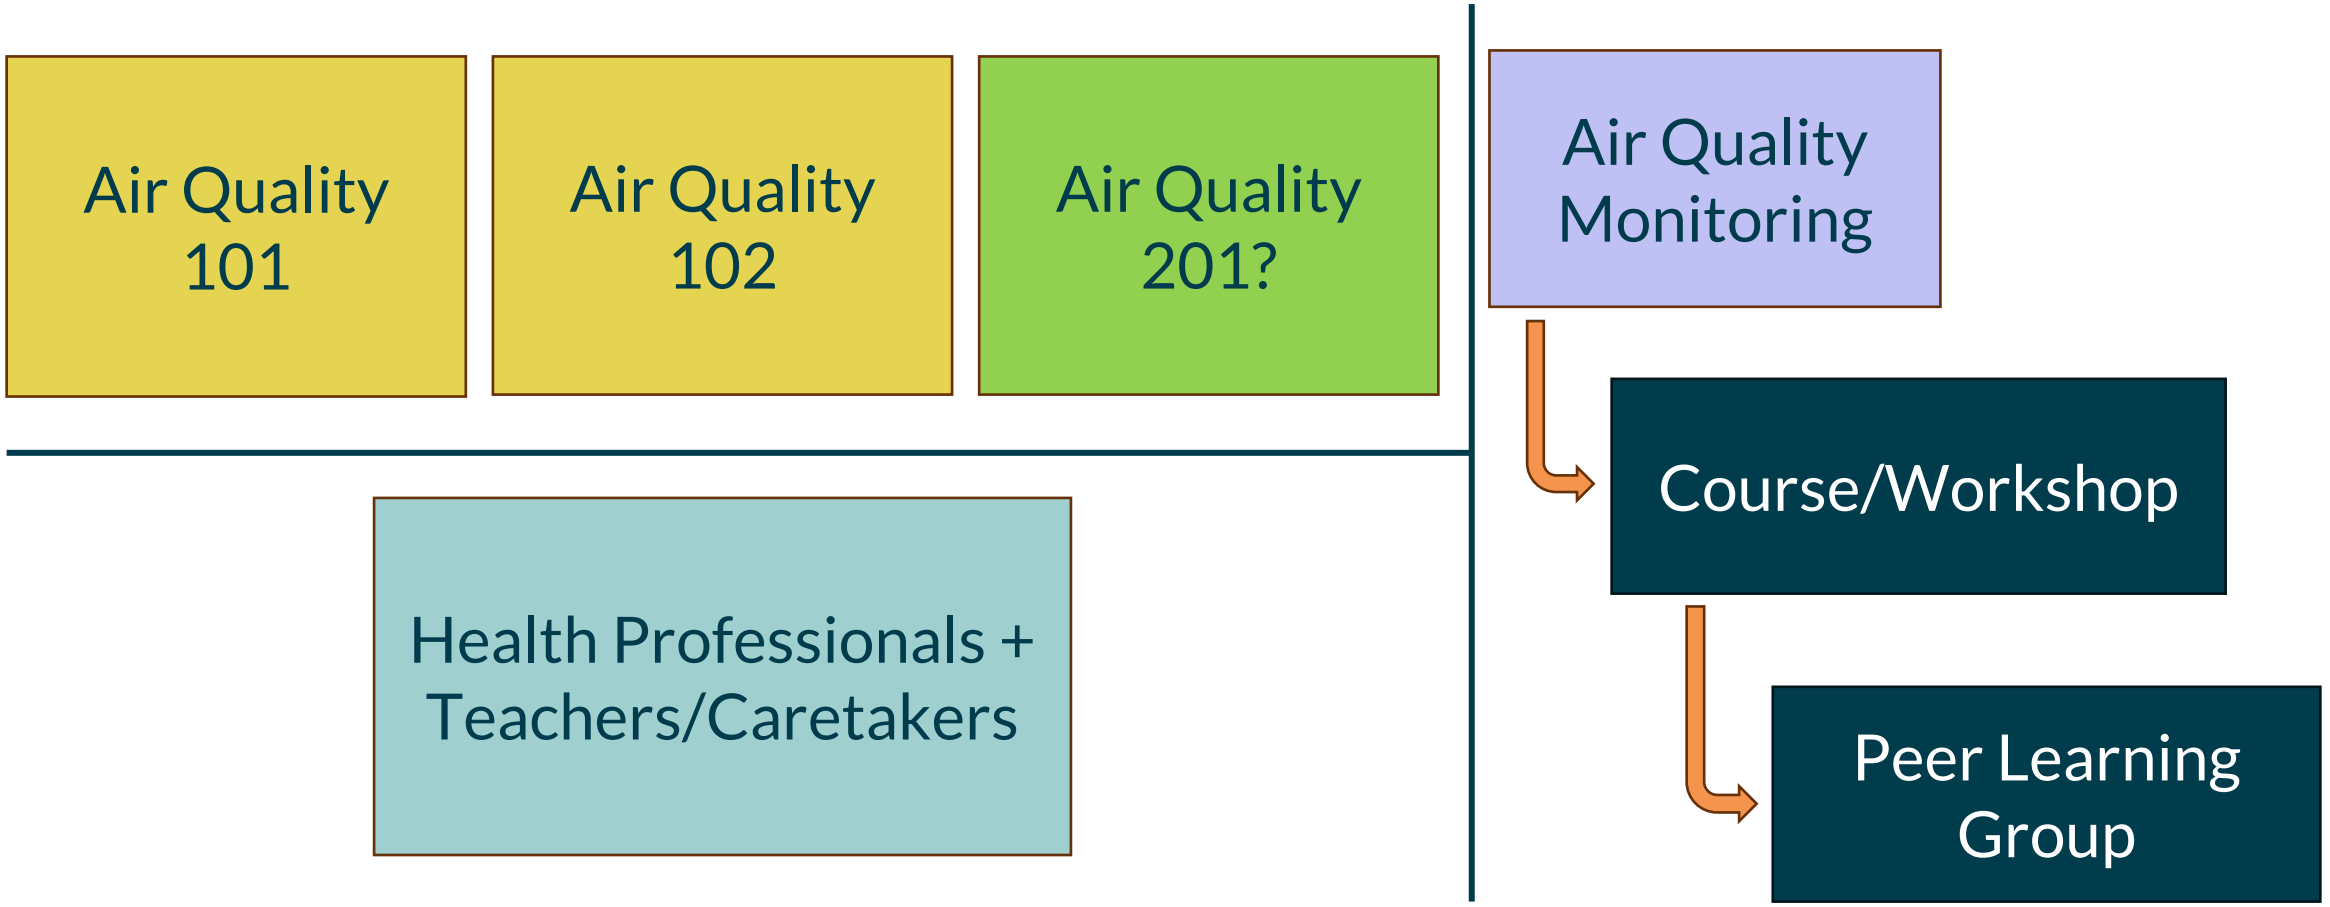 Air Quality
101
Air Quality
102
Air Quality
201?
Air Quality
Monitoring
Course/Workshop
Peer Learning
Group
Health Professionals +
Teachers/Caretakers